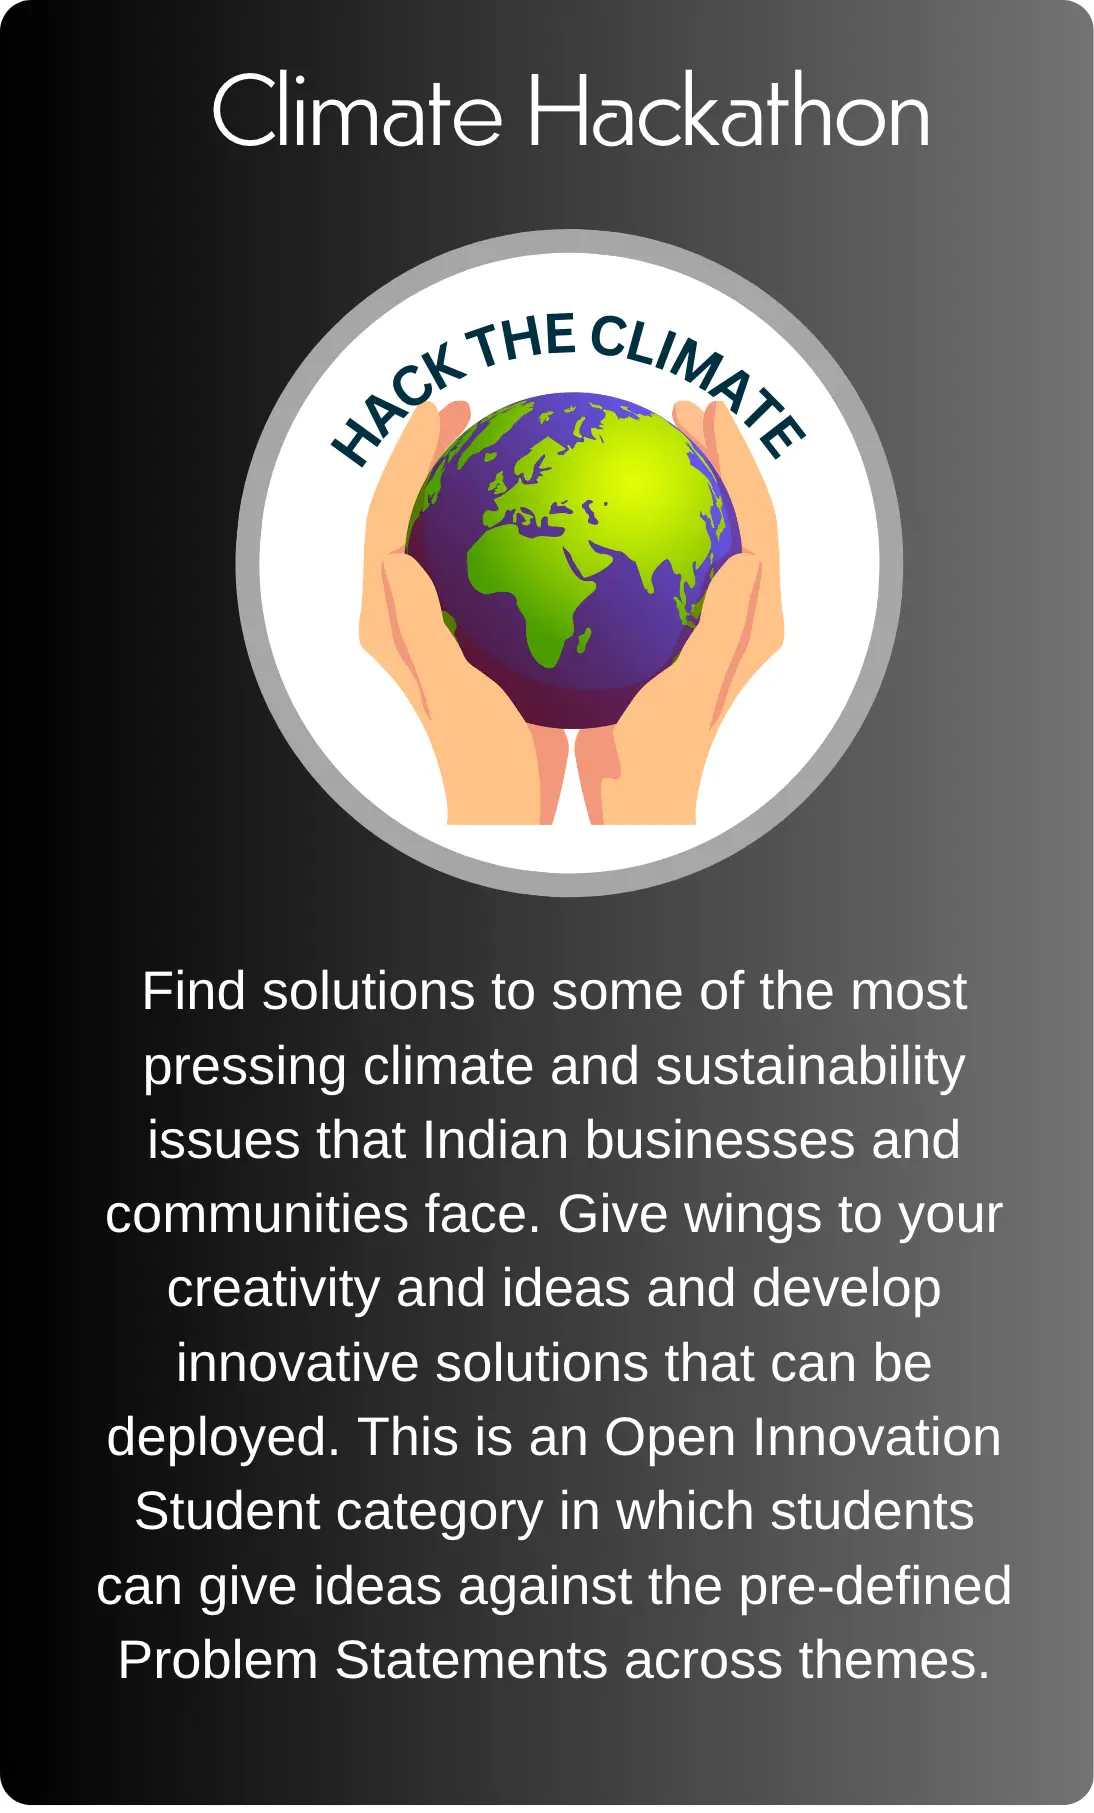 Climate Hackathon
HACK THE CLIMATE
Find solutions to some of the most
pressing climate and sustainability
issues that Indian businesses and
communities face. Give wings to your
creativity and ideas and develop
innovative solutions that can be
deployed. This is an Open Innovation
Student category in which students
can give ideas against the pre-defined
Problem Statements across themes.